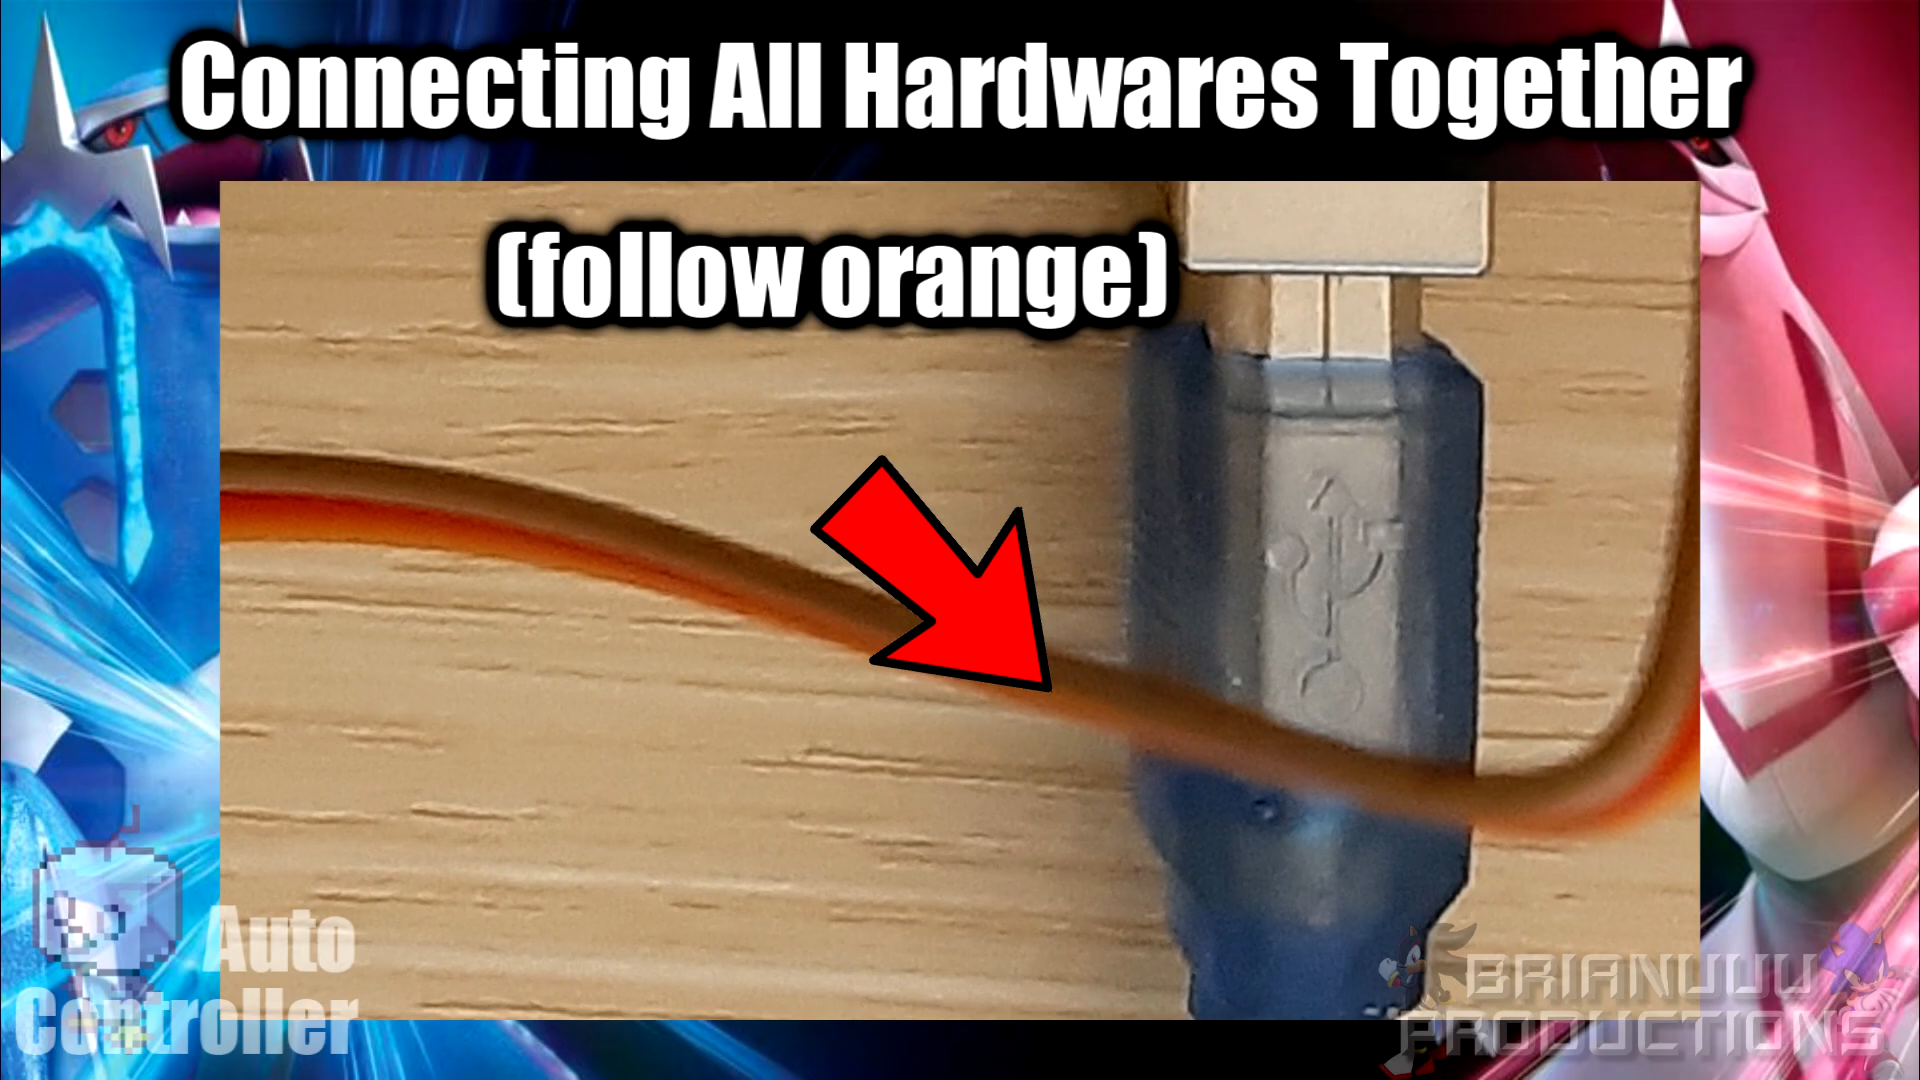 Connecting All Hardwares Together
(follow orange)
Auto
Controller
BRIANUUU
PRODUCTIONS